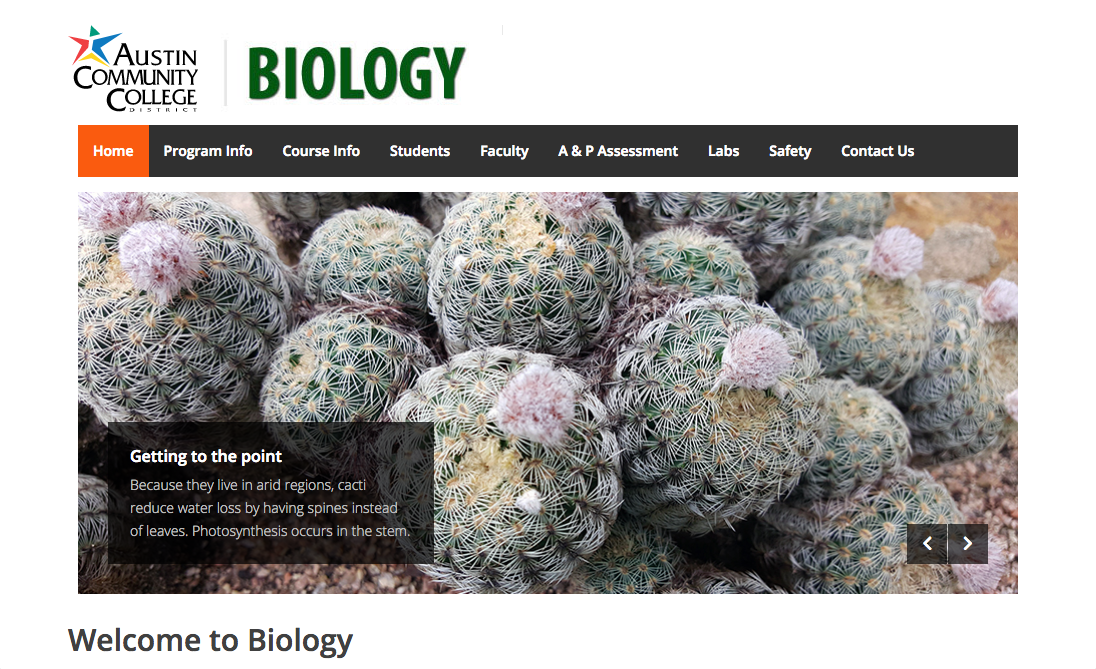 AUSTIN
COMMUNITY
COLLEGE
DISTRICT
BIOLOGY
Home Program Info Course Info Students Faculty A & P Assessment Labs Safety Contact Us
Getting to the point
Because they live in arid regions, cacti
reduce water loss by having spines instead
of leaves. Photosynthesis occurs in the stem.
Welcome to Biology